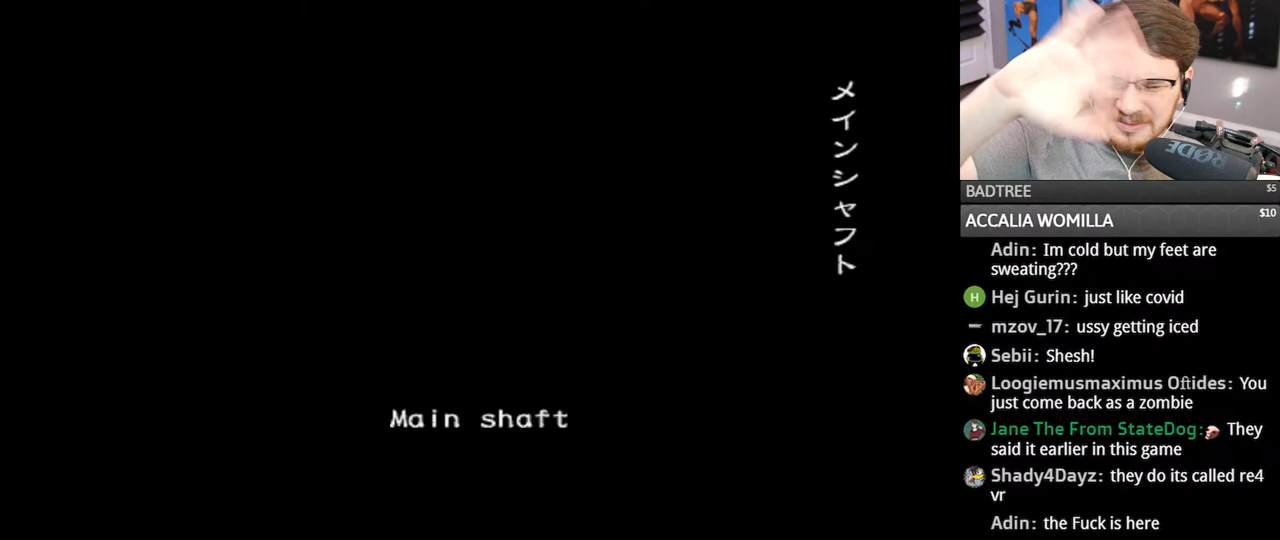 メインシャフト
Main shaft
RØDE
BADTREE $5
ACCALIA WOMILLA $10
Adin: Im cold but my feet are
sweating???
H Hej Gurin: just like covid
mzov_17: ussy getting iced
Sebii: Shesh!
Loogiemusmaximus Oftides: You
just come back as a zombie
Jane The From StateDog: They
said it earlier in this game
Shady4Dayz: they do its called re4
vr
Adin: the Fuck is here